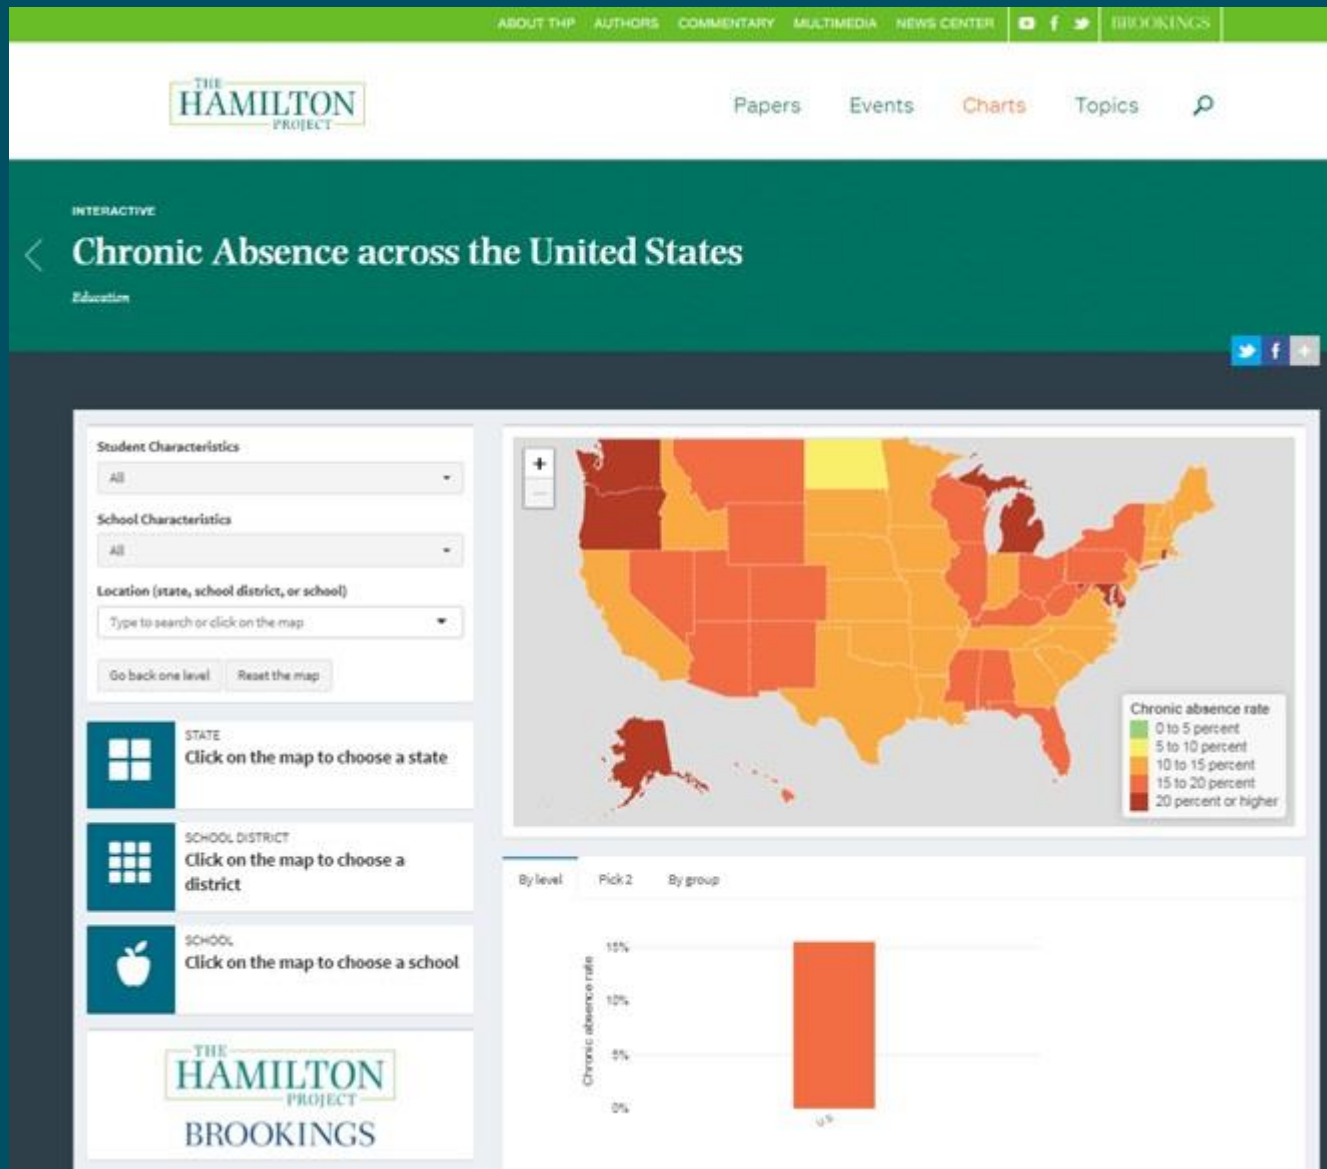 ABOUT THP AUTHORS COMMENTARY MULTIMEDIA NEWS CENTER BROOKINGS
THE
HAMILTON
PROJECT
Papers Events Charts Topics
INTERACTIVE
Chronic Absence across the United States
Education
Student Characteristics
All
School Characteristics
All
Location (state, school district, or school)
Type to search or click on the map
Go back one level Reset the map
STATE
Click on the map to choose a state
SCHOOL DISTRICT
Click on the map to choose a
district
SCHOOL
Click on the map to choose a school
THE
HAMILTON
PROJECT
BROOKINGS
+
Chronic absence rate
0 to 5 percent
5 to 10 percent
10 to 15 percent
15 to 20 percent
20 percent or higher
By level Pick 2 By group
Chronic absence rate
15%
10%
5%
0%
U.S.